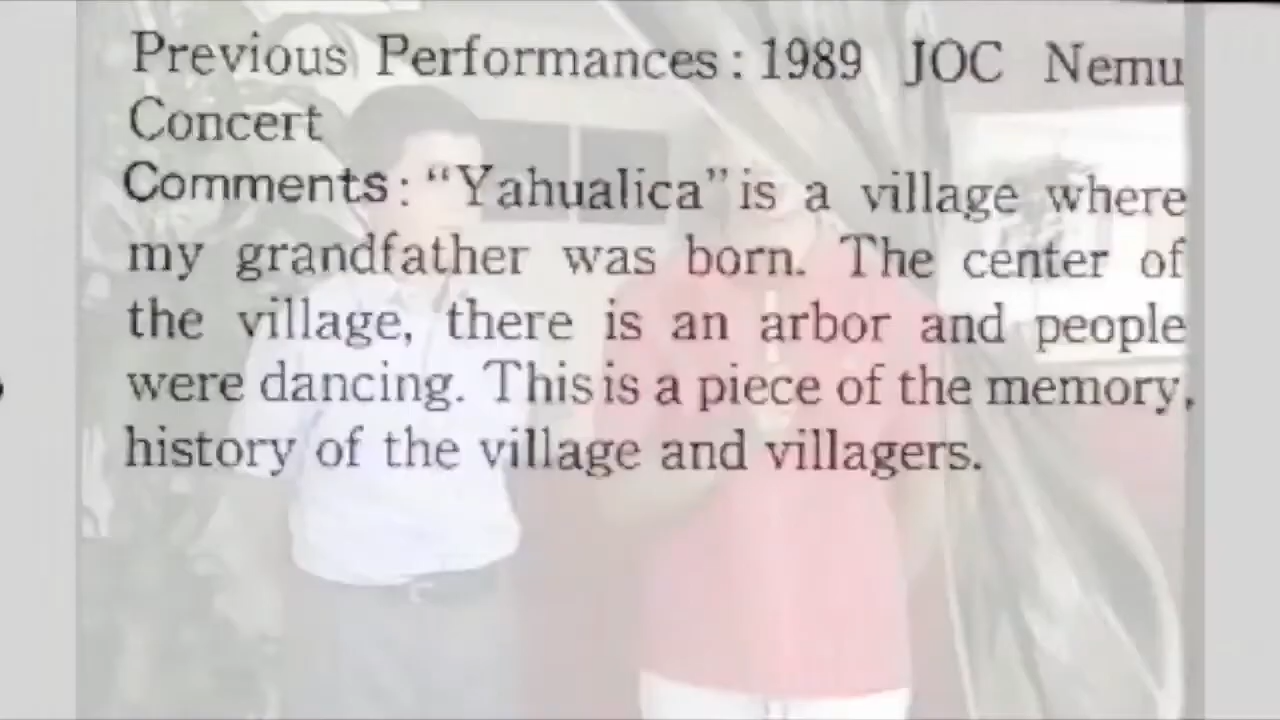 Previous Performances: 1989 JOC Nemu
Concert
Comments: “Yahualica” is a village where
my grandfather was born. The center of
the village, there is an arbor and people
were dancing. This is a piece of the memory,
history of the village and villagers.